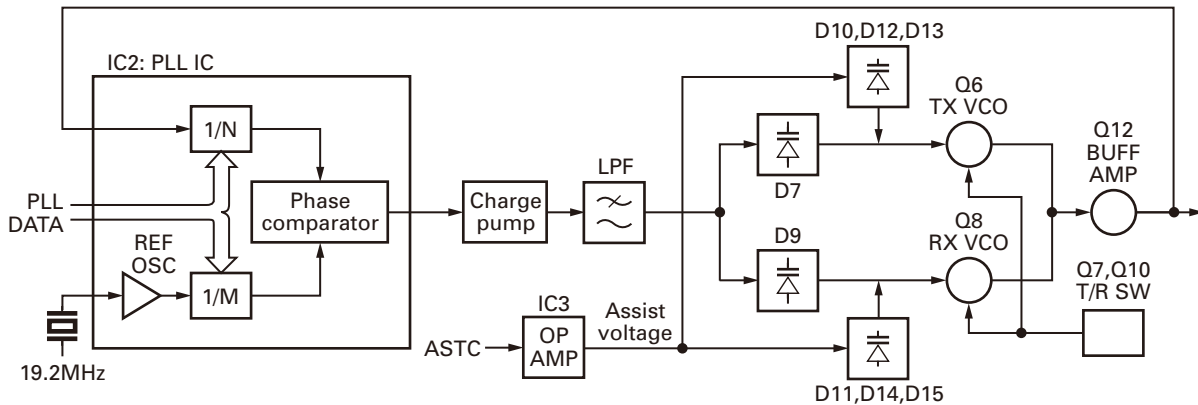 IC2: PLL IC
1/N
PLL
DATA
REF
OSC
1/M
19.2MHz
Phase
comparator
Charge
pump
LPF
IC3
OP
AMP
ASTC
Assist
voltage
D10,D12,D13
D7
D9
D11,D14,D15
Q6
TX VCO
Q8
RX VCO
Q12
BUFF
AMP
Q7,Q10
T/R SW